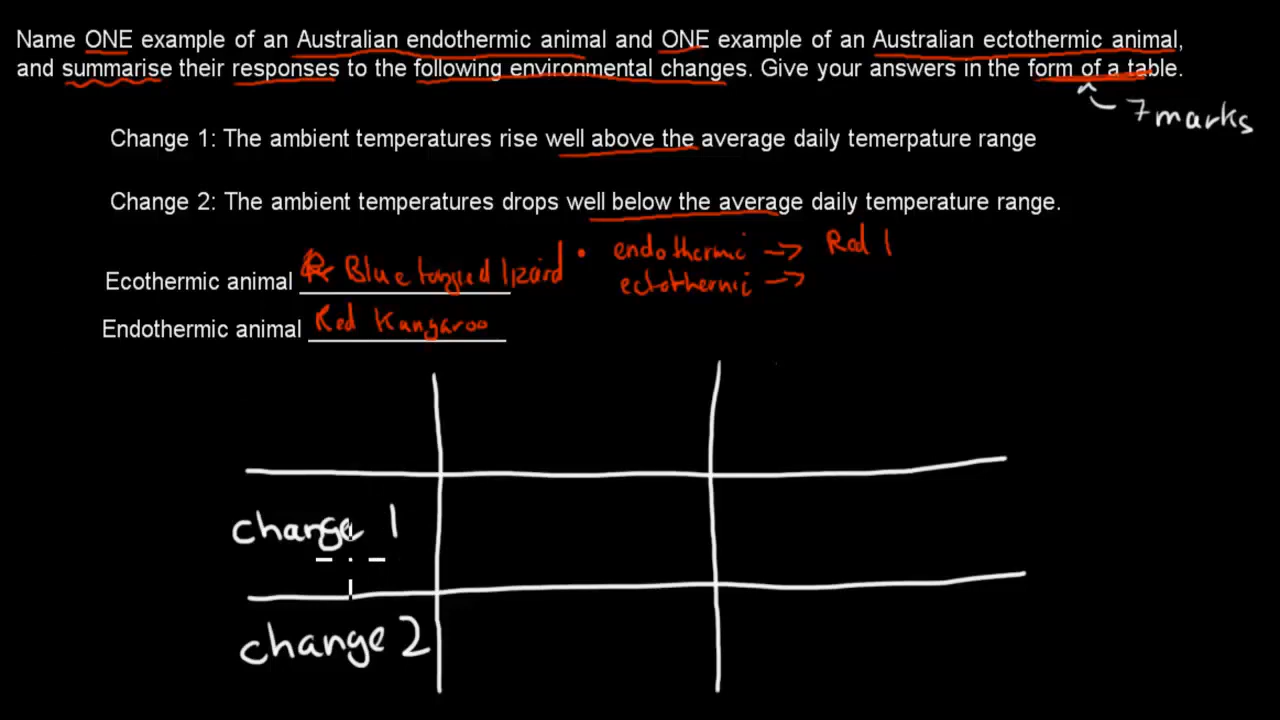 Name ONE example of an Australian endothermic animal and ONE example of an Australian ectothermic animal,
and summarise their responses to the following environmental changes. Give your answers in the form of a table.
7 marks
Change 1: The ambient temperatures rise well above the average daily temerpature range
Change 2: The ambient temperatures drops well below the average daily temperature range.
Ecothermic animal Blue tongued lizard
endothermic → Red
ectothermic →
Endothermic animal Red Kangaroo
change 1
change 2